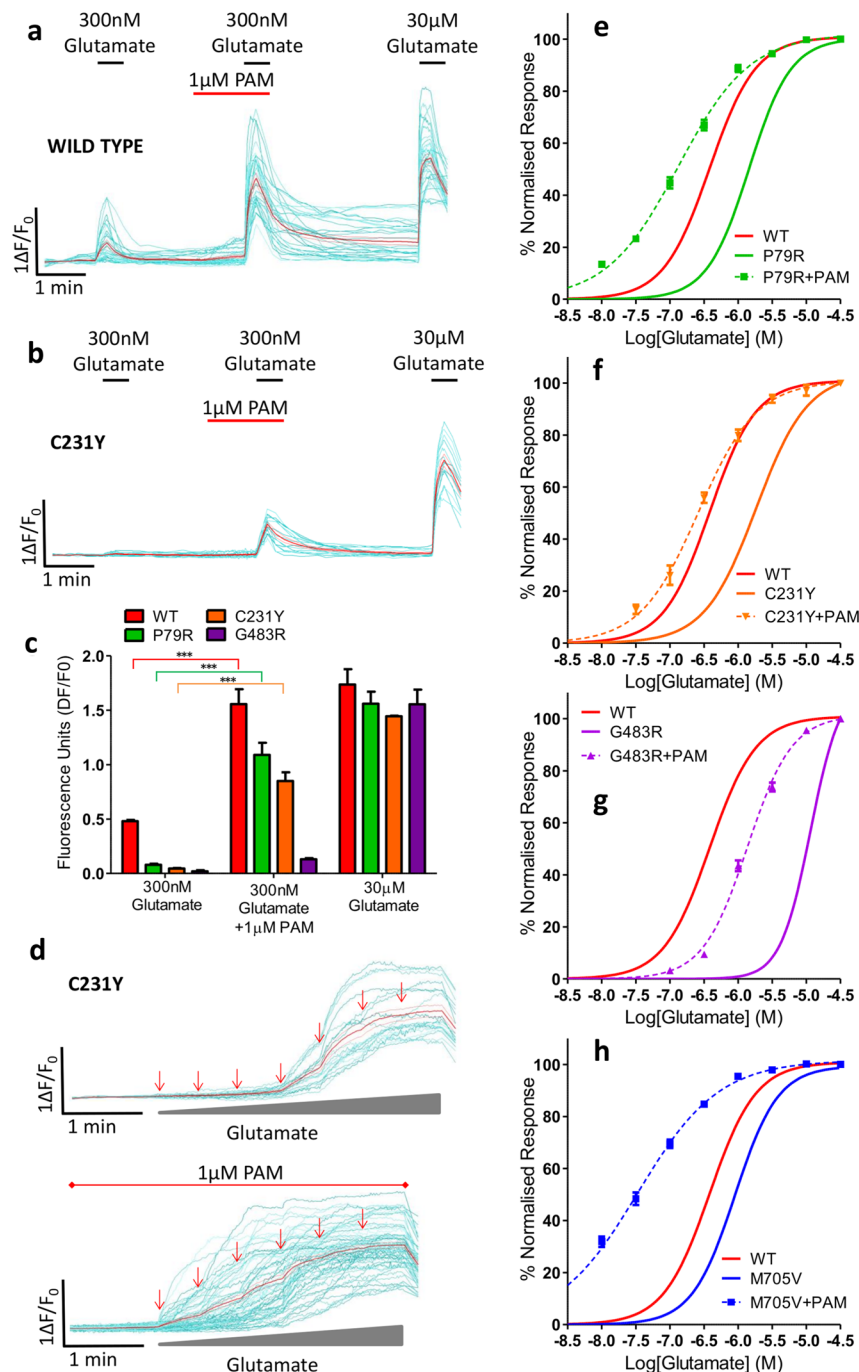 a
300nM Glutamate
300nM Glutamate
30µM Glutamate
1µM PAM
WILD TYPE
1ΔF/F0
1 min
b
300nM Glutamate
300nM Glutamate
30µM Glutamate
1µM PAM
C231Y
1ΔF/F0
1 min
c
WT
C231Y
P79R
G483R
Fluorescence Units (DF/F0)
2.0
1.5
1.0
0.5
0.0
***
***
***
300nM Glutamate
300nM Glutamate +1µM PAM
30µM Glutamate
d
C231Y
1ΔF/F0
1 min
Glutamate
1µM PAM
1ΔF/F0
1 min
Glutamate
e
% Normalised Response
100
80
60
40
20
0
WT
P79R
P79R+PAM
-8.5 -8.0 -7.5 -7.0 -6.5 -6.0 -5.5 -5.0 -4.5
Log[Glutamate] (M)
f
% Normalised Response
100
80
60
40
20
0
WT
C231Y
C231Y+PAM
-8.5 -8.0 -7.5 -7.0 -6.5 -6.0 -5.5 -5.0 -4.5
Log[Glutamate] (M)
WT
G483R
G483R+PAM
g
% Normalised Response
100
80
60
40
20
0
-8.5 -8.0 -7.5 -7.0 -6.5 -6.0 -5.5 -5.0 -4.5
Log[Glutamate] (M)
h
% Normalised Response
100
80
60
40
20
0
WT
M705V
M705V+PAM
-8.5 -8.0 -7.5 -7.0 -6.5 -6.0 -5.5 -5.0 -4.5
Log[Glutamate] (M)